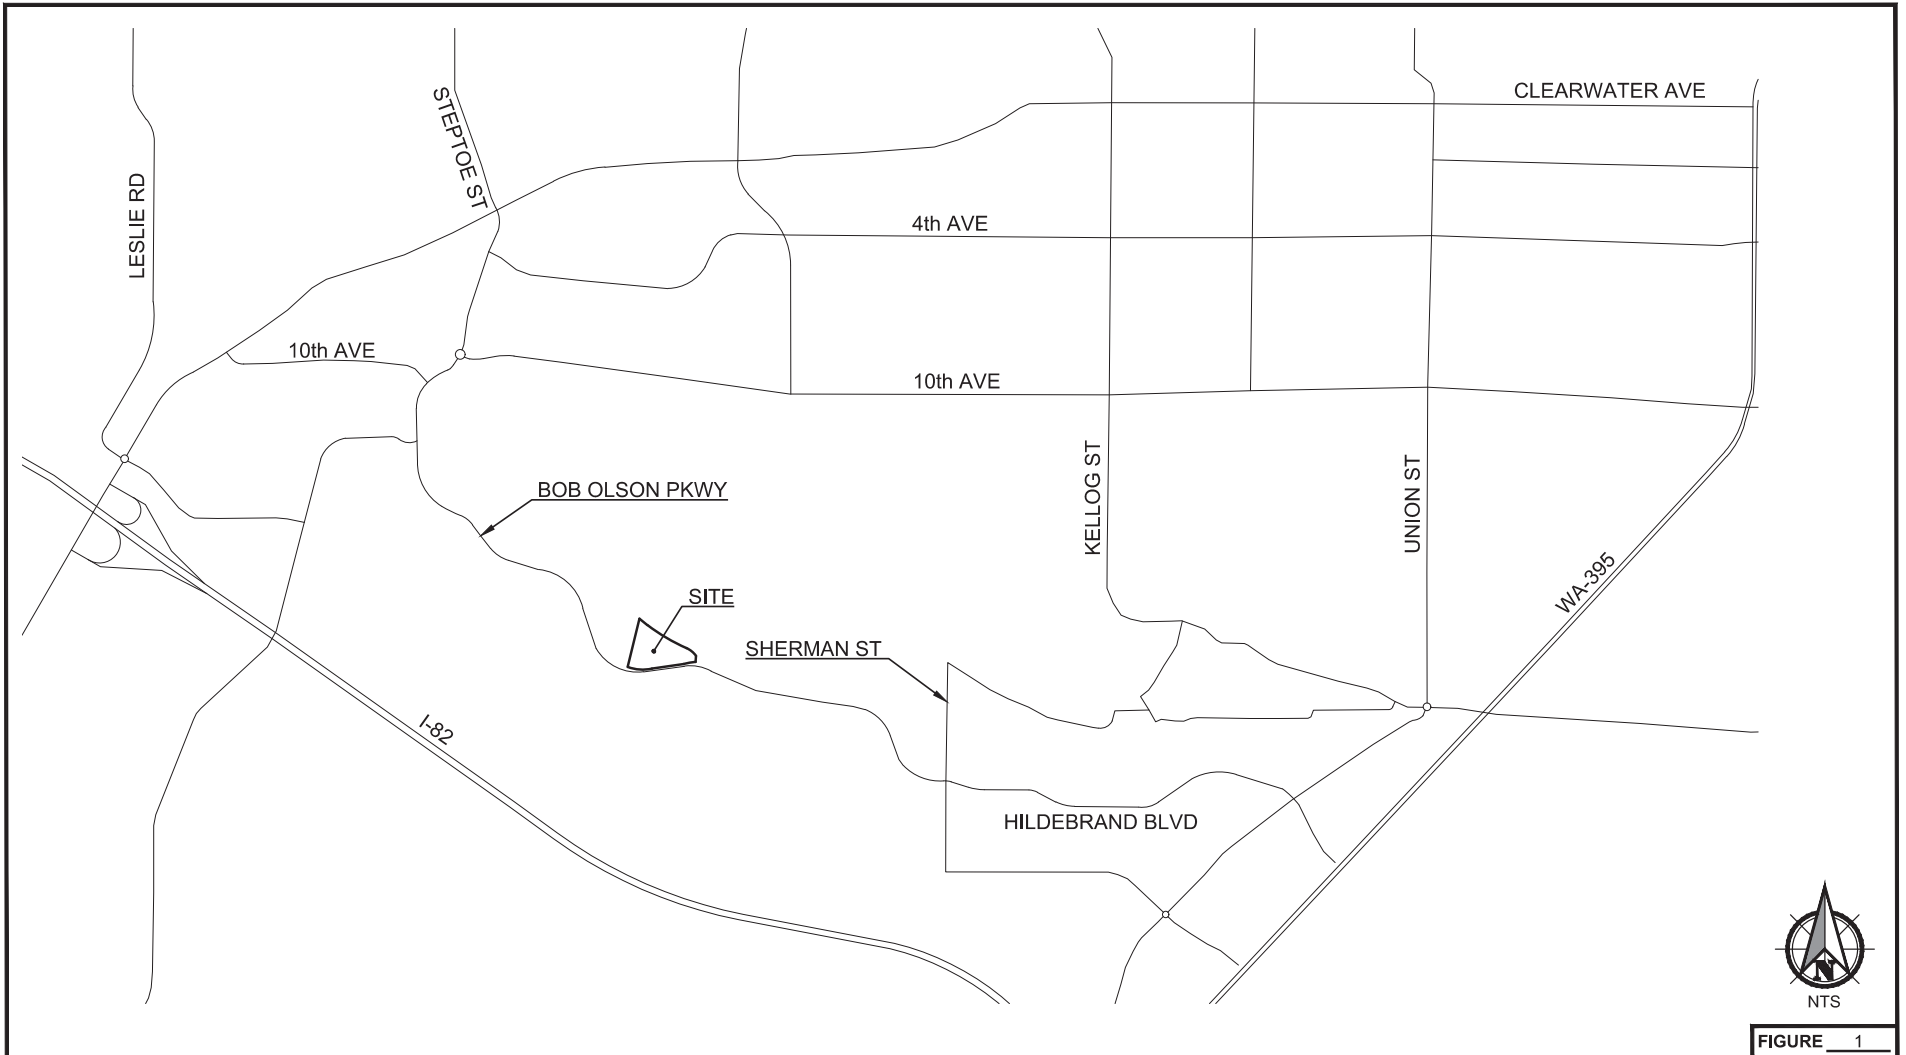 CLEARWATER AVE
STEPTOE ST
LESLIE RD
4th AVE
10th AVE
10th AVE
KELLOG ST
UNION ST
BOB OLSON PKWY
WA-395
SITE
SHERMAN ST
I-82
HILDEBRAND BLVD
N
NTS
FIGURE 1